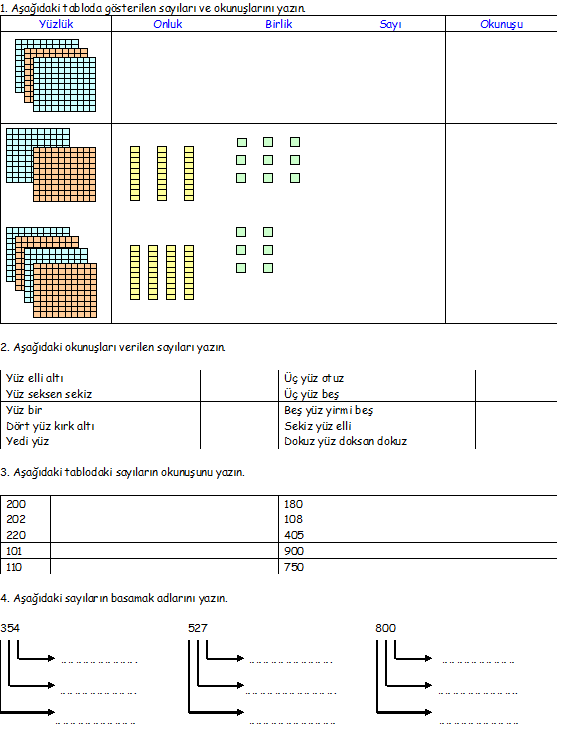 1. Aşağıdaki tabloda gösterilen sayıları ve okunuşlarını yazın.
Yüzlük Onluk Birlik Sayı Okunuşu
2. Aşağıdaki okunuşları verilen sayıları yazın.
Yüz elli altı Üç yüz otuz
Yüz seksen sekiz Üç yüz beş
Yüz bir Beş yüz yirmi beş
Dört yüz kırk altı Sekiz yüz elli
Yedi yüz Dokuz yüz doksan dokuz
3. Aşağıdaki tablodaki sayıların okunuşunu yazın.
200 180
202 108
220 405
101 900
110 750
4. Aşağıdaki sayıların basamak adlarını yazın.
354 527 800